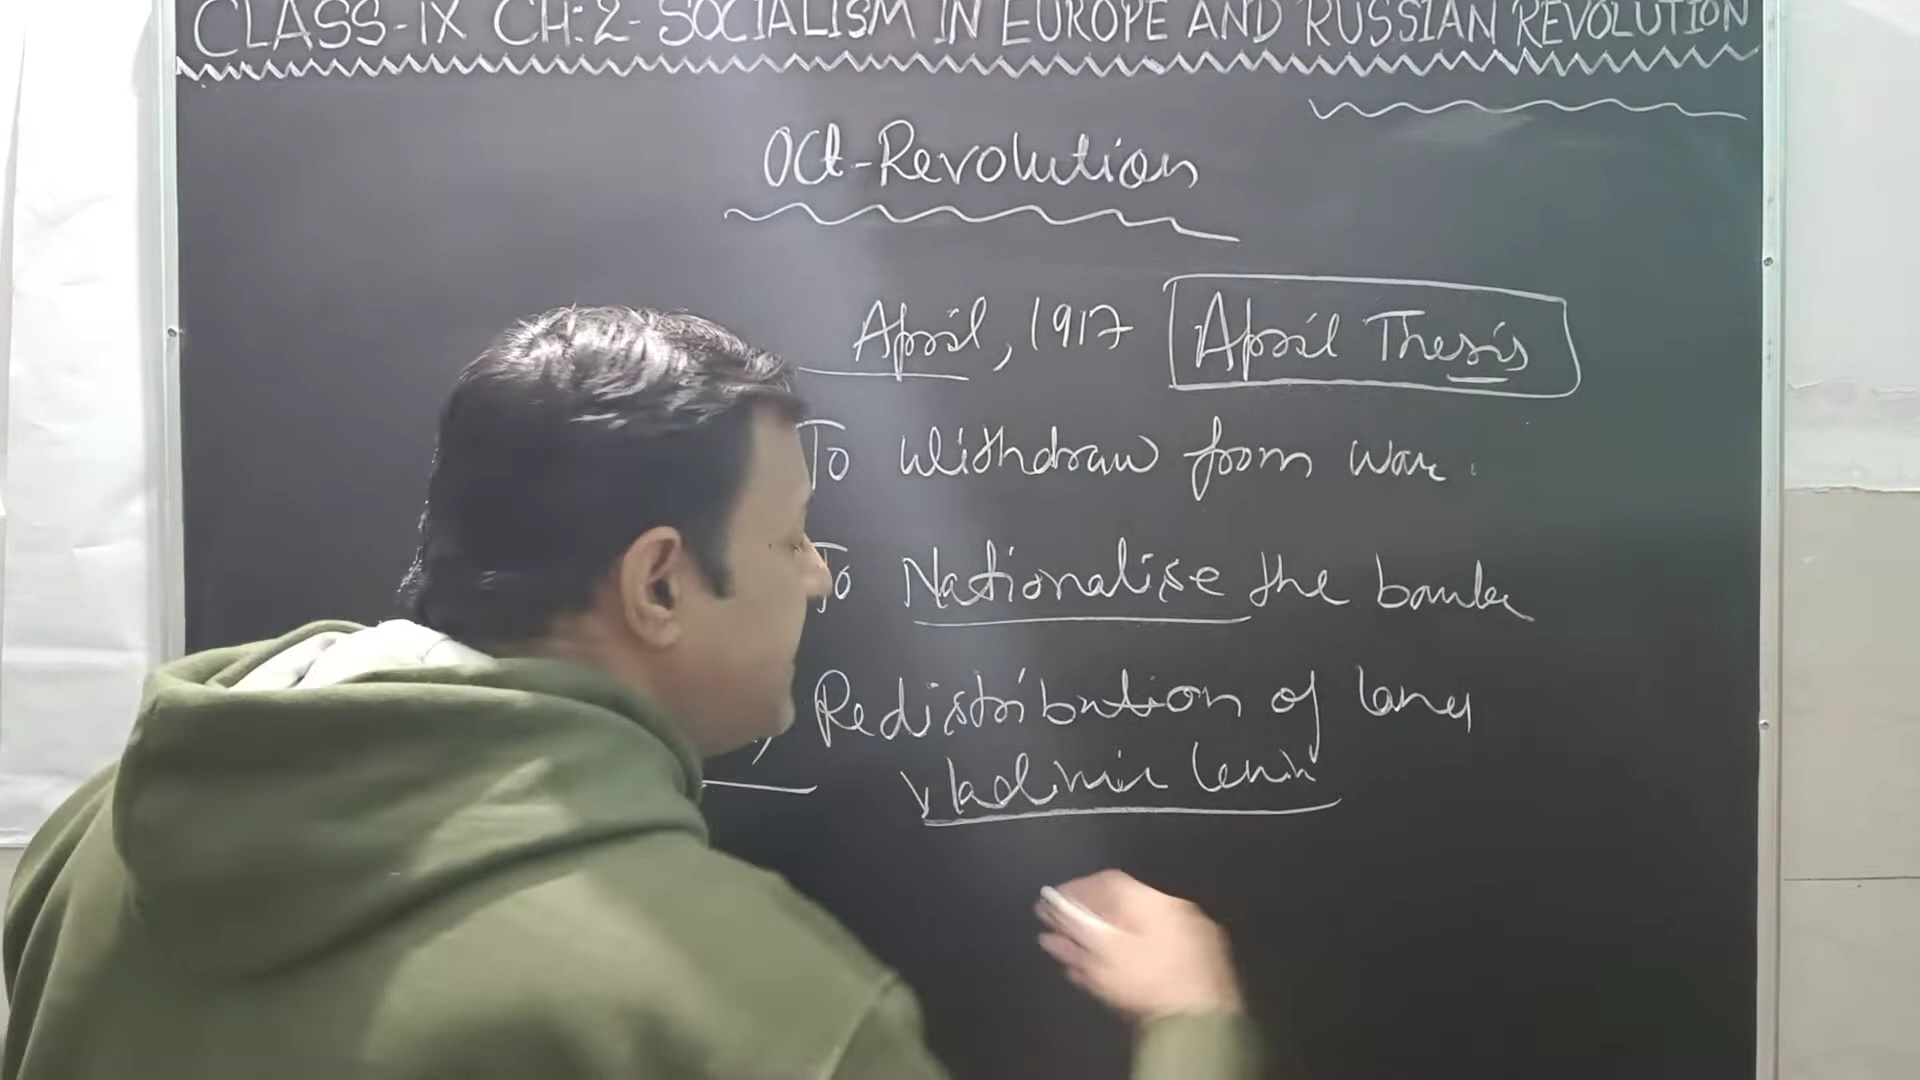 CLASS-IX CH:2- SOCIALISM IN EUROPE AND RUSSIAN REVOLUTION
Oct-Revolution
April, 1917 April Thesis
To Withdraw from war.
To Nationalise the banks
Redistribution of land
Vladimir Lenin